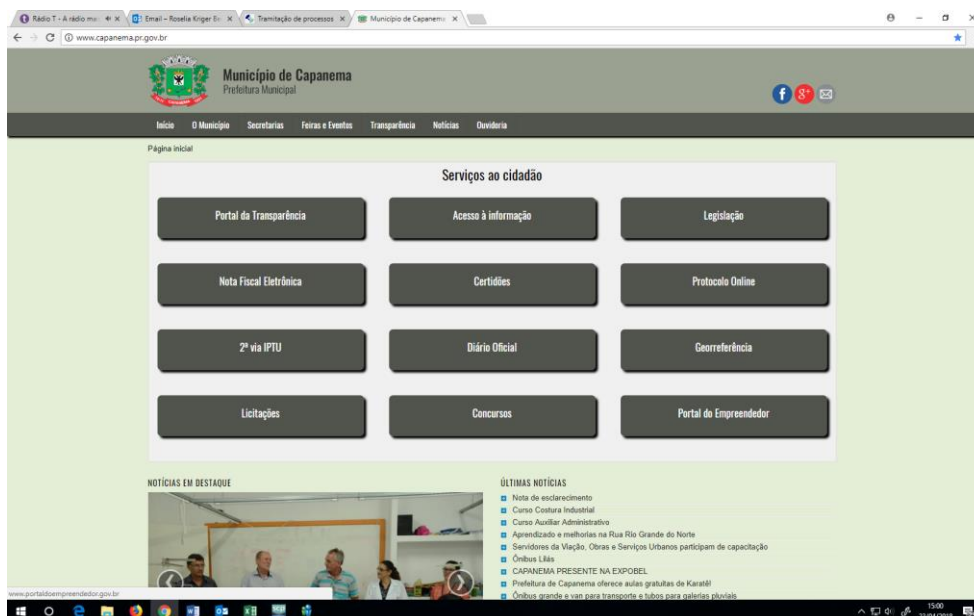 Rádio T - A rádio mai
Email – Roselia Kriger Be
Tramitação de processos
Município de Capanema
www.capanema.pr.gov.br
Município de Capanema
Prefeitura Municipal
Início O Município Secretarias Feiras e Eventos Transparência Notícias Ouvidoria
Página inicial
Serviços ao cidadão
Portal da Transparência Acesso à informação Legislação
Nota Fiscal Eletrônica Certidões Protocolo Online
2ª via IPTU Diário Oficial Georreferência
Licitações Concursos Portal do Empreendedor
NOTÍCIAS EM DESTAQUE
ÚLTIMAS NOTÍCIAS
Nota de esclarecimento
Curso Costura Industrial
Curso Auxiliar Administrativo
Aprendizado e melhorias na Rua Rio Grande do Norte
Servidores da Viação, Obras e Serviços Urbanos participam de capacitação
Ônibus Lilás
CAPANEMA PRESENTE NA EXPOBEL
Prefeitura de Capanema oferece aulas gratuitas de Karatê!
Ônibus grande e van para transporte e tubos para galerias pluviais
www.portaldoempreendedor.gov.br
15:00